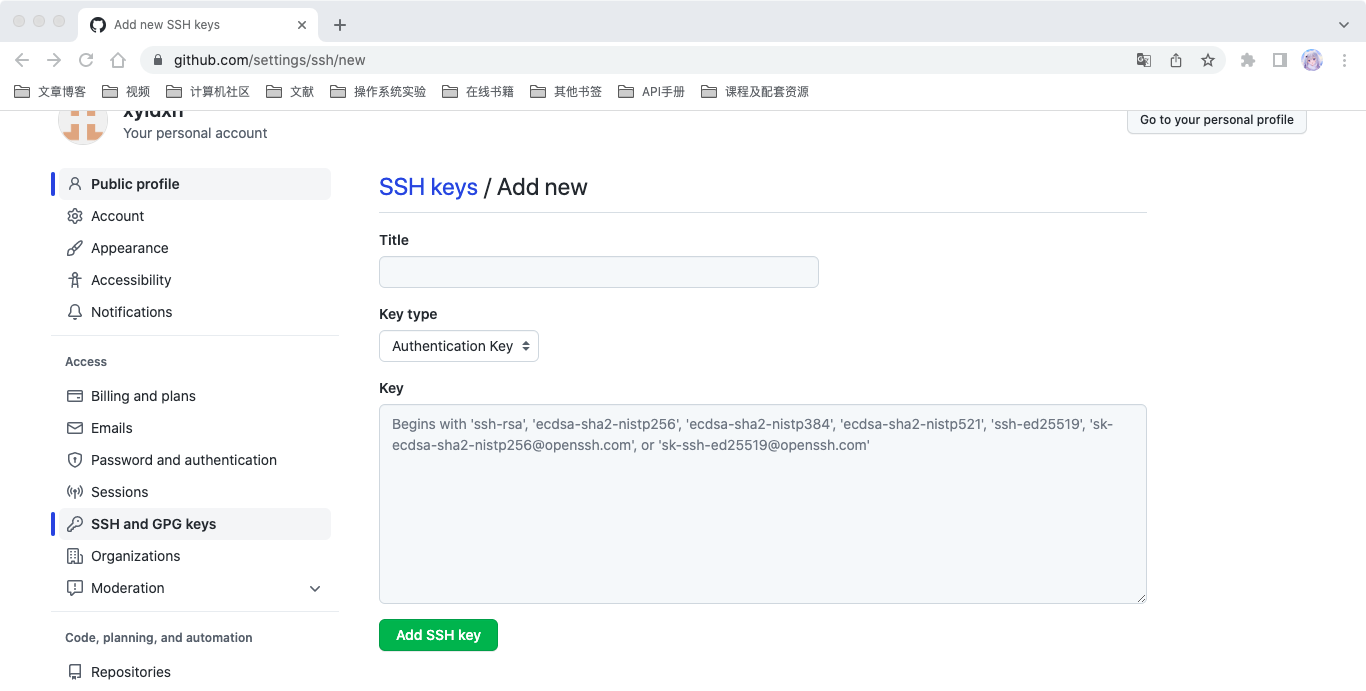 Add new SSH keys
github.com/settings/ssh/new
文章博客 视频 计算机社区 文献 操作系统实验 在线书籍 其他书签 API手册 课程及配套资源
Your personal account
Go to your personal profile
Public profile
Account
Appearance
Accessibility
Notifications
Access
Billing and plans
Emails
Password and authentication
Sessions
SSH and GPG keys
Organizations
Moderation
Code, planning, and automation
Repositories
SSH keys / Add new
Title
Key type
Authentication Key
Key
Begins with 'ssh-rsa', 'ecdsa-sha2-nistp256', 'ecdsa-sha2-nistp384', 'ecdsa-sha2-nistp521', 'ssh-ed25519', 'sk-
ecdsa-sha2-nistp256@openssh.com', or 'sk-ssh-ed25519@openssh.com'
Add SSH key